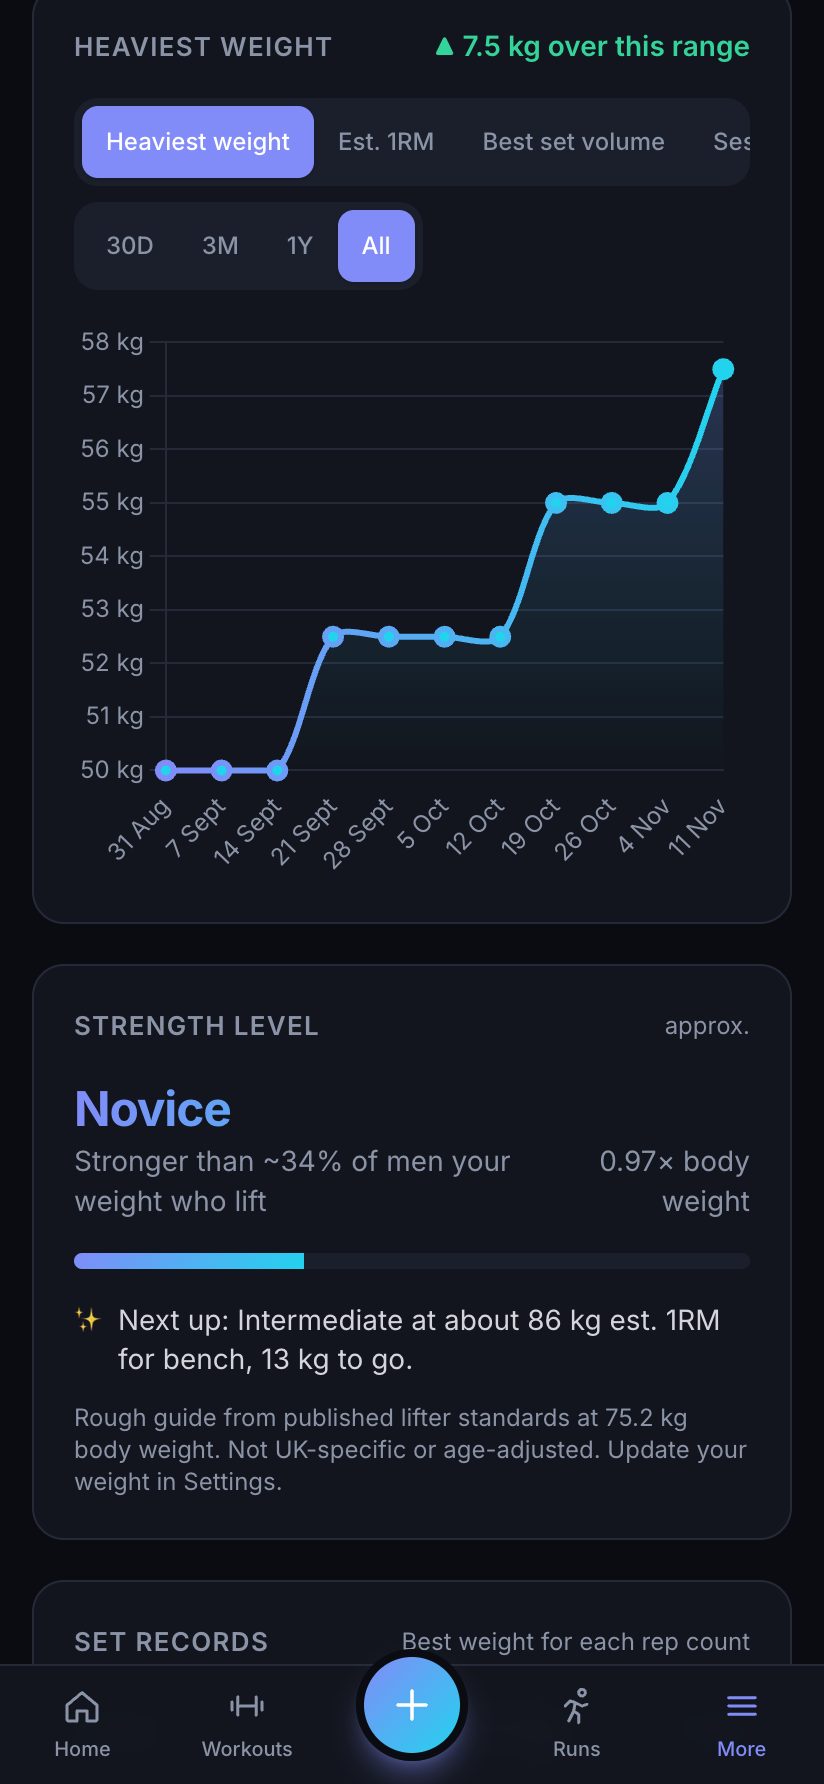 HEAVIEST WEIGHT
▲ 7.5 kg over this range
Heaviest weight Est. 1RM Best set volume Ses
30D 3M 1Y All
58 kg
57 kg
56 kg
55 kg
54 kg
53 kg
52 kg
51 kg
50 kg
31 Aug 7 Sept 14 Sept 21 Sept 28 Sept 5 Oct 12 Oct 19 Oct 26 Oct 4 Nov 11 Nov
STRENGTH LEVEL
approx.
Novice
Stronger than ~34% of men your
weight who lift
0.97× body
weight
✨ Next up: Intermediate at about 86 kg est. 1RM
for bench, 13 kg to go.
Rough guide from published lifter standards at 75.2 kg
body weight. Not UK-specific or age-adjusted. Update your
weight in Settings.
SET RECORDS
Best weight for each rep count
Home Workouts Runs More